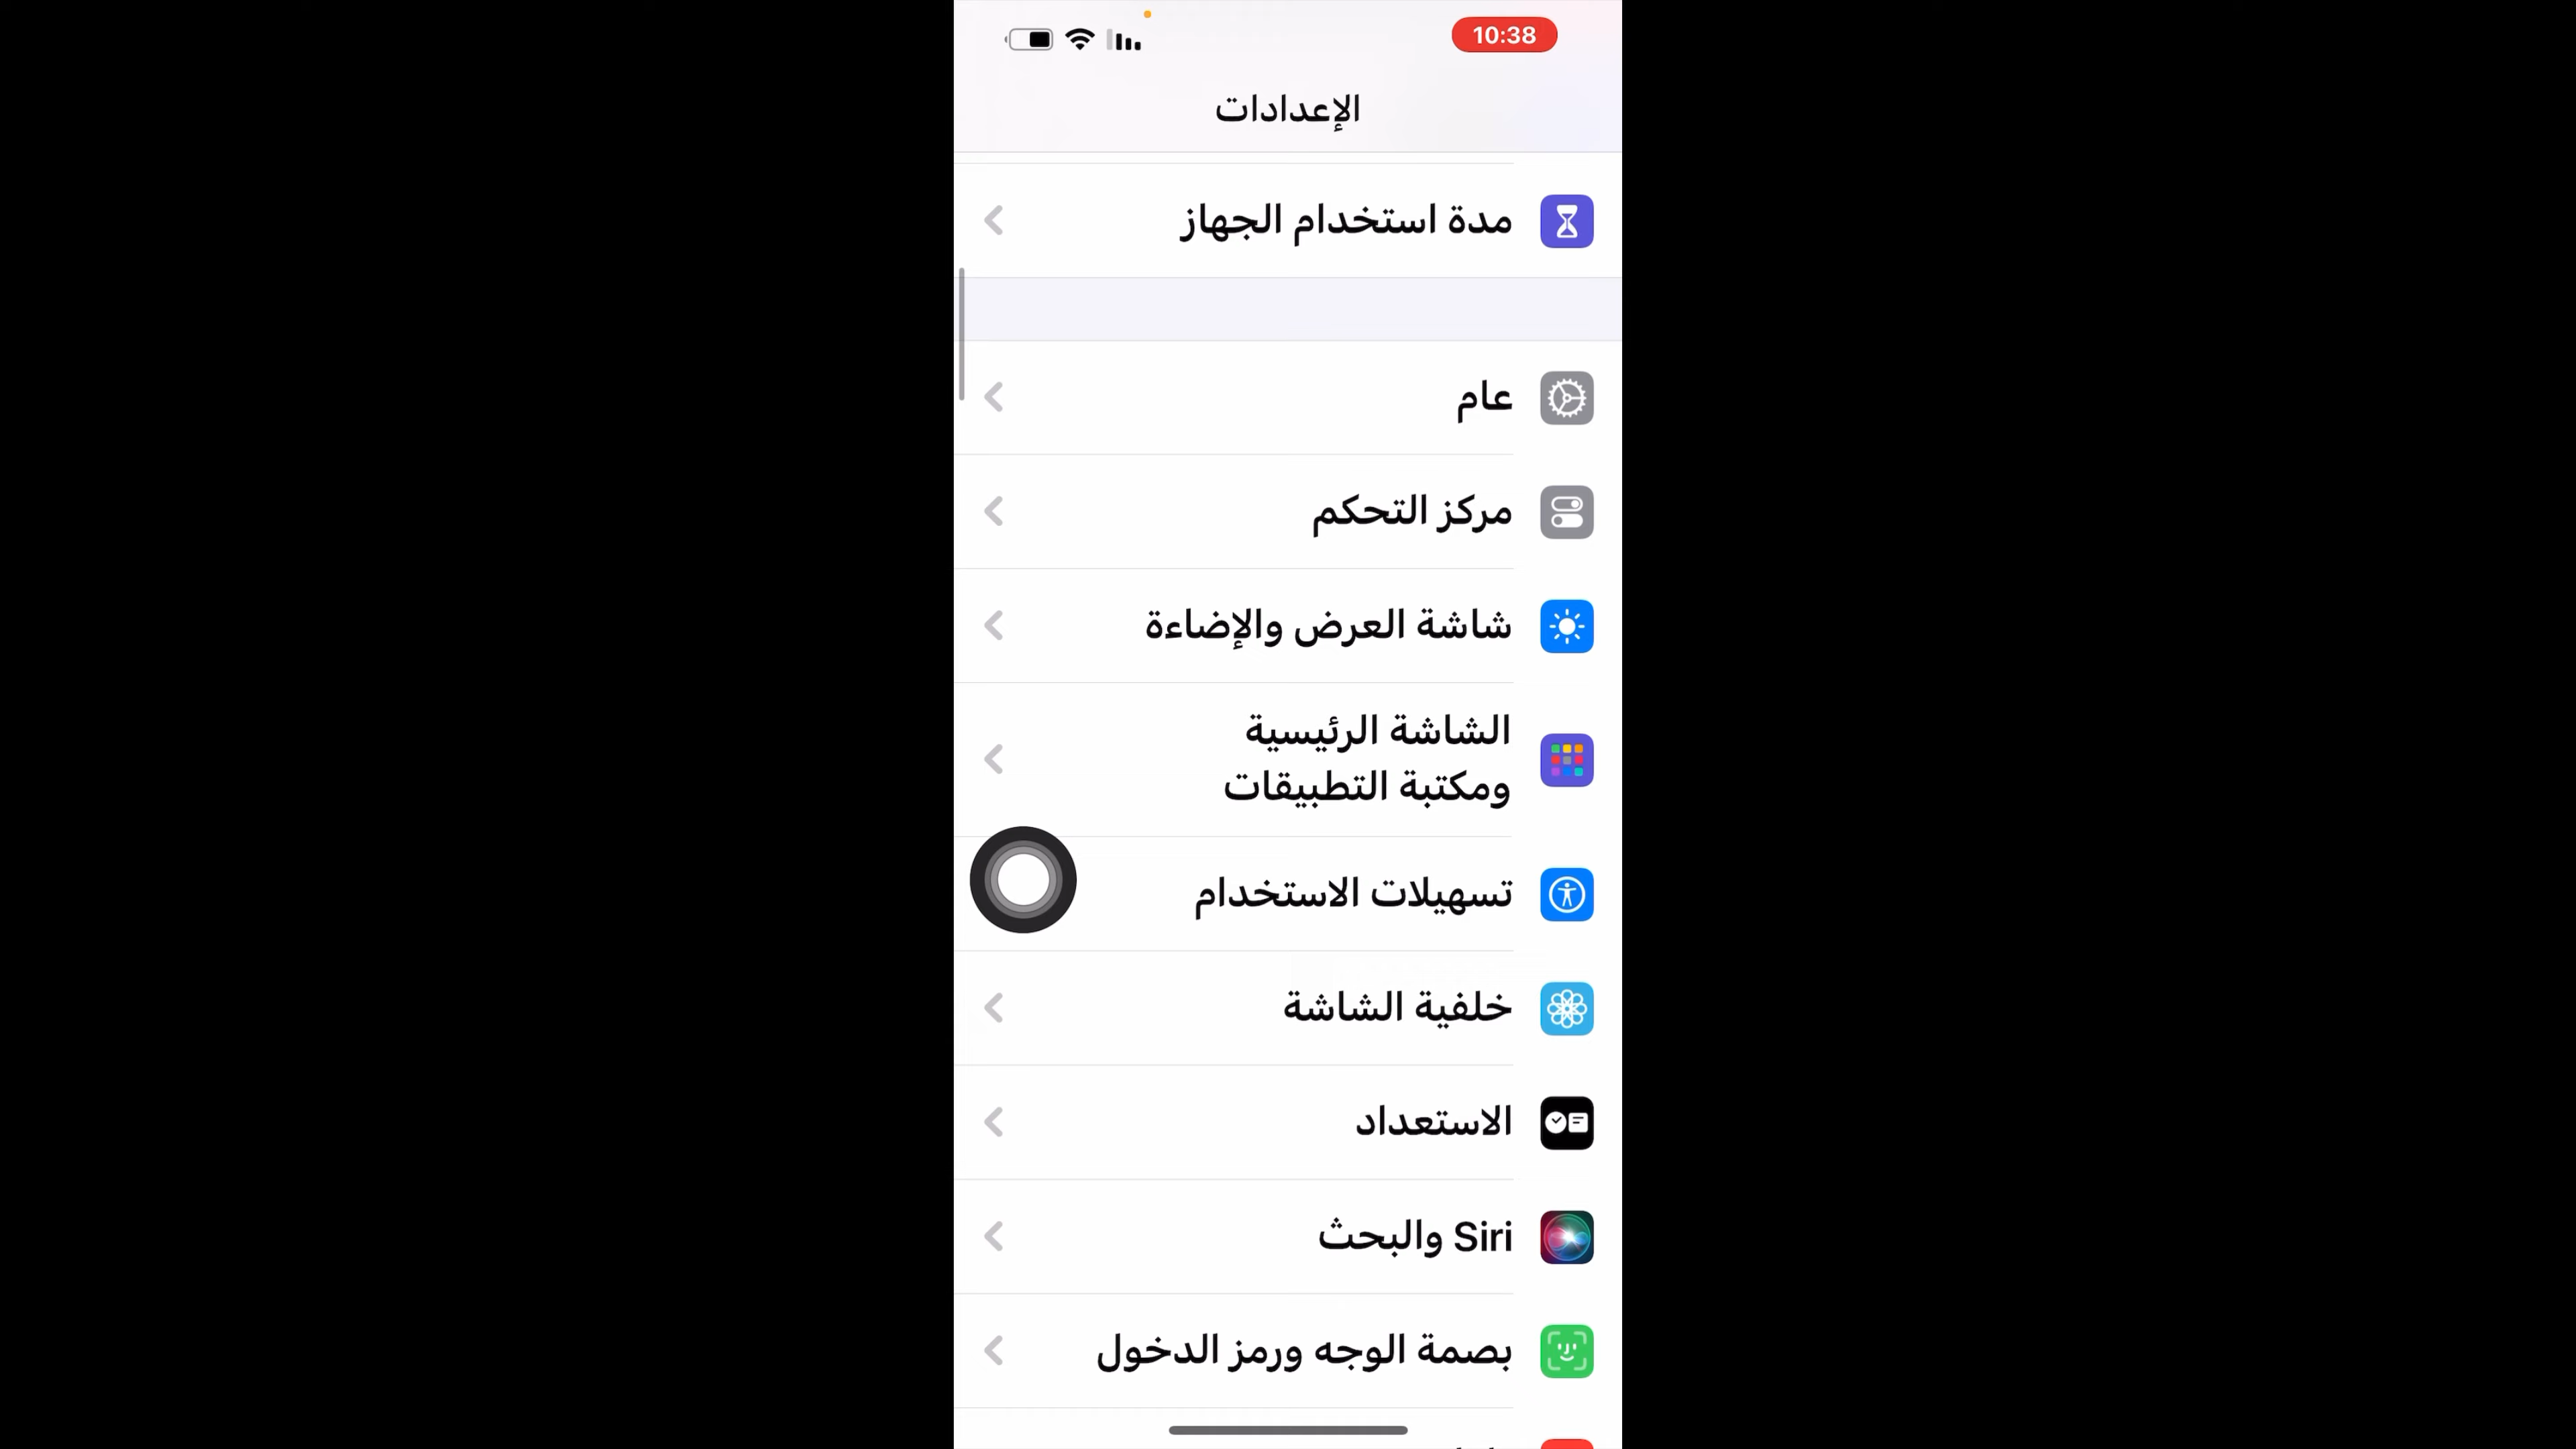 10:38
الإعدادات
مدة استخدام الجهاز
عام
مركز التحكم
شاشة العرض والإضاءة
الشاشة الرئيسية
ومكتبة التطبيقات
تسهيلات الاستخدام
خلفية الشاشة
الاستعداد
Siri والبحث
بصمة الوجه ورمز الدخول